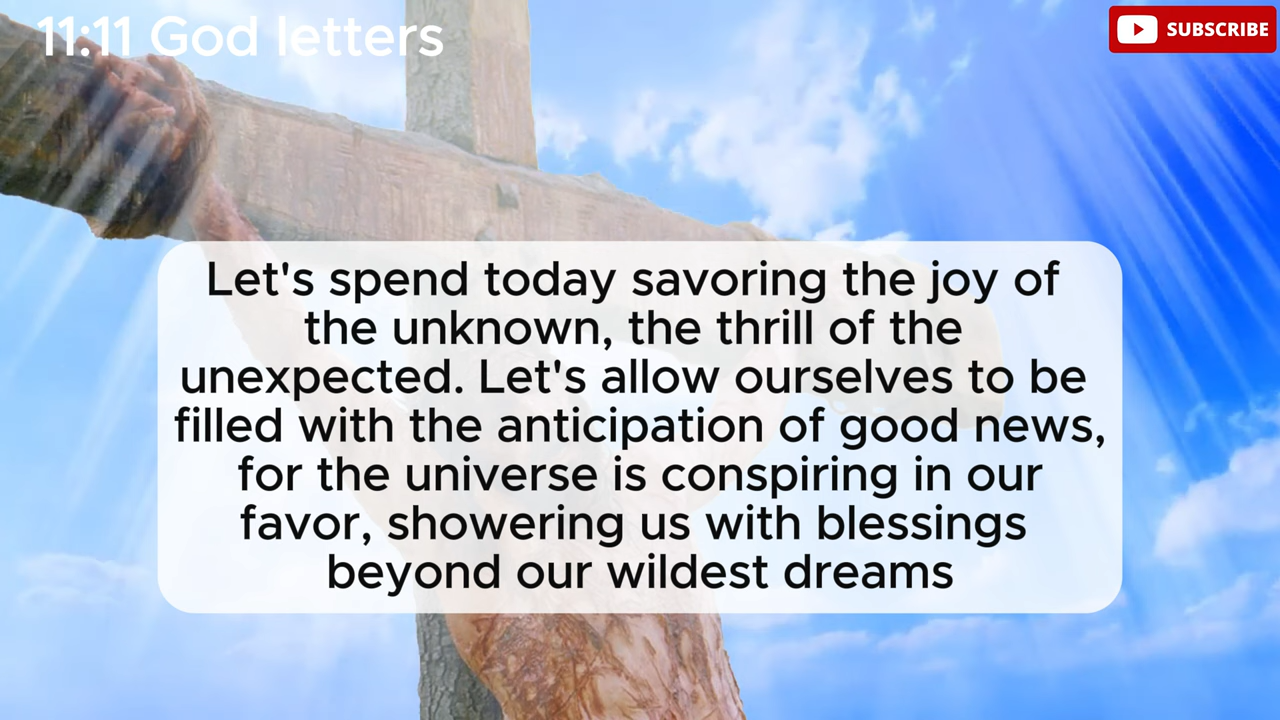 11:11 God letters
SUBSCRIBE
Let's spend today savoring the joy of
the unknown, the thrill of the
unexpected. Let's allow ourselves to be
filled with the anticipation of good news,
for the universe is conspiring in our
favor, showering us with blessings
beyond our wildest dreams